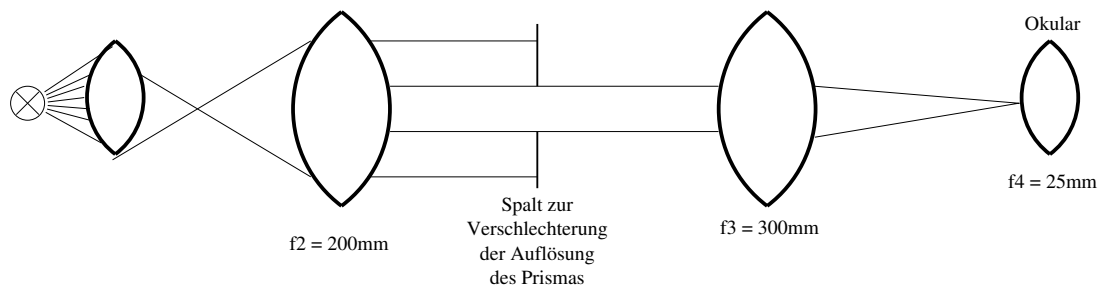 Okular
f4 = 25mm
Spalt zur
Verschlechterung
der Auflösung
des Prismas
f2 = 200mm
f3 = 300mm